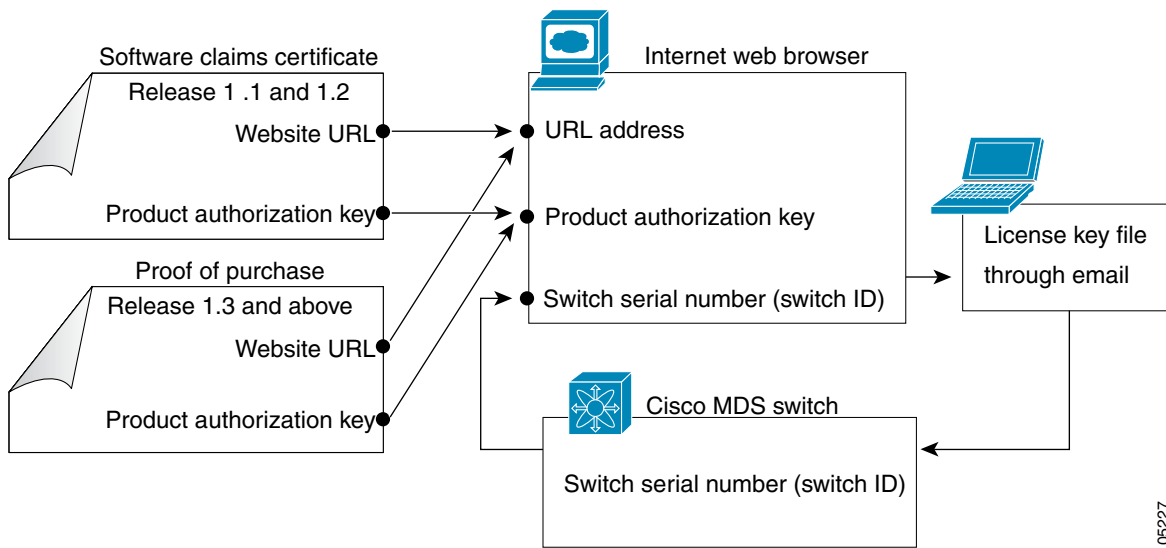 Software claims certificate
Release 1 .1 and 1.2
Website URL
Product authorization key
Proof of purchase
Release 1.3 and above
Website URL
Product authorization key
Internet web browser
URL address
Product authorization key
Switch serial number (switch ID)
License key file
through email
Cisco MDS switch
Switch serial number (switch ID)
05227